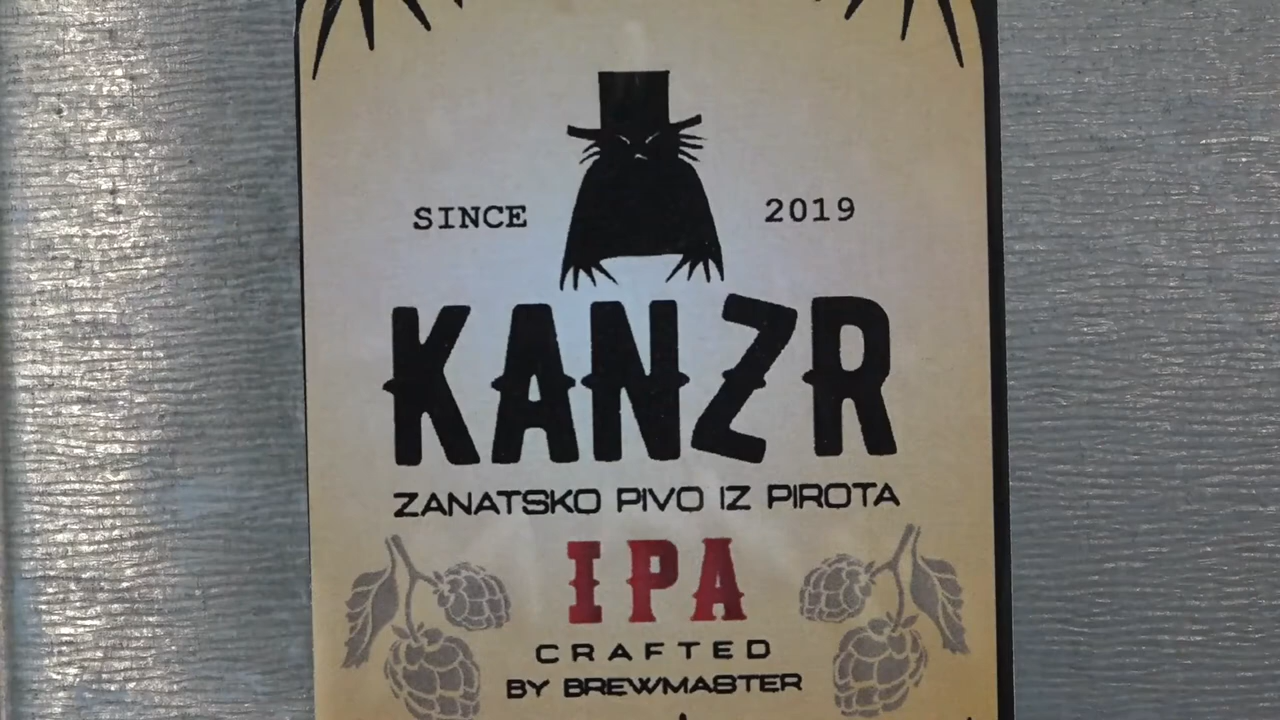 SINCE 2019
KANZR
ZANATSKO PIVO IZ PIROTA
IPA
CRAFTED
BY BREWMASTER